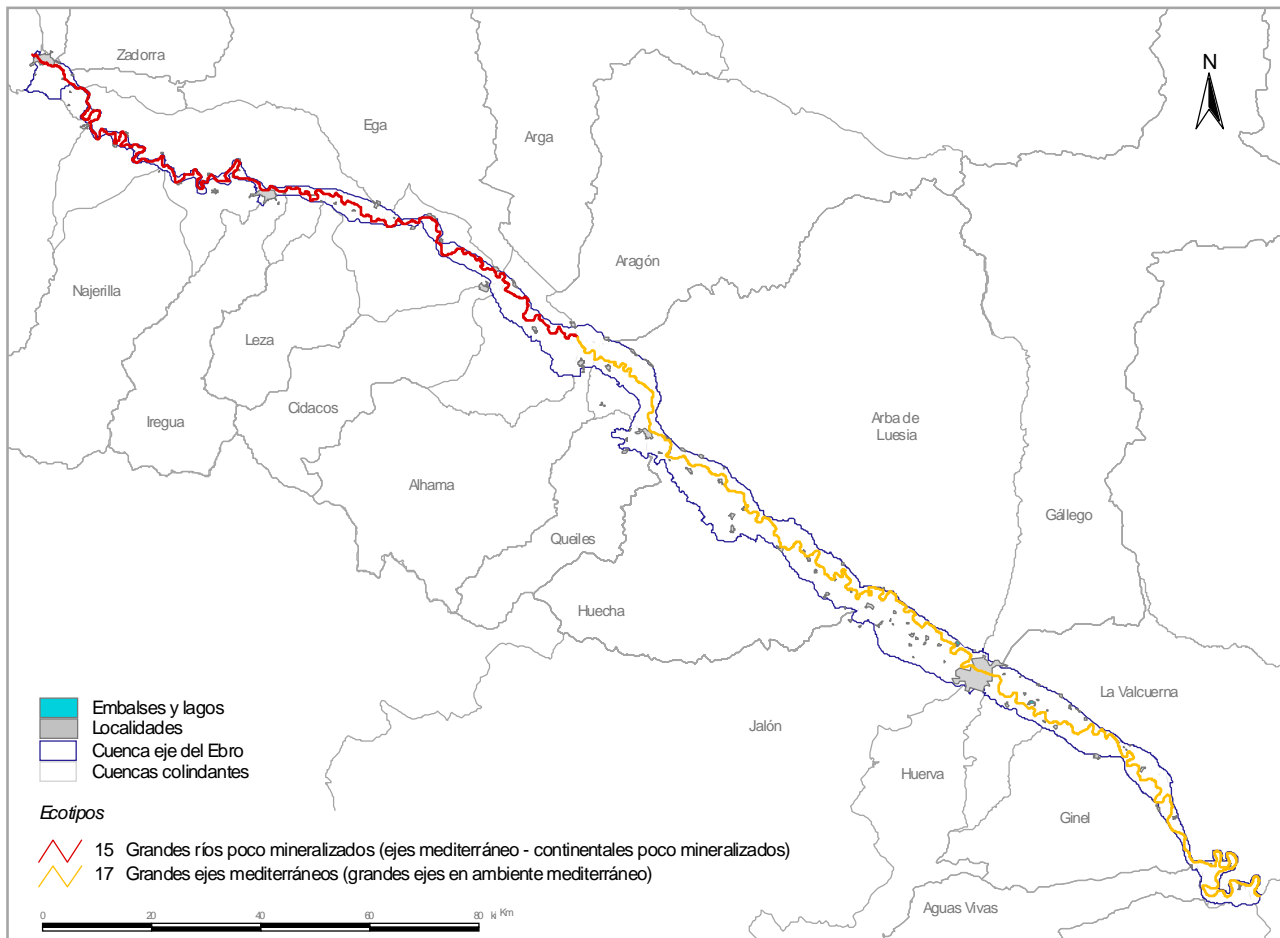 Zadorra
N
Ega
Arga
Aragón
Najerilla
Leza
Cidacos
Iregua
Arba de
Luesia
Alhama
Gállego
Queiles
Huecha
La Valcuerna
Jalón
Huerva
Ginel
Aguas Vivas
Embalses y lagos
Localidades
Cuenca eje del Ebro
Cuencas colindantes
Ecotipos
15 Grandes ríos poco mineralizados (ejes mediterráneo - continentales poco mineralizados)
17 Grandes ejes mediterráneos (grandes ejes en ambiente mediterráneo)
0 20 40 60 80 Km